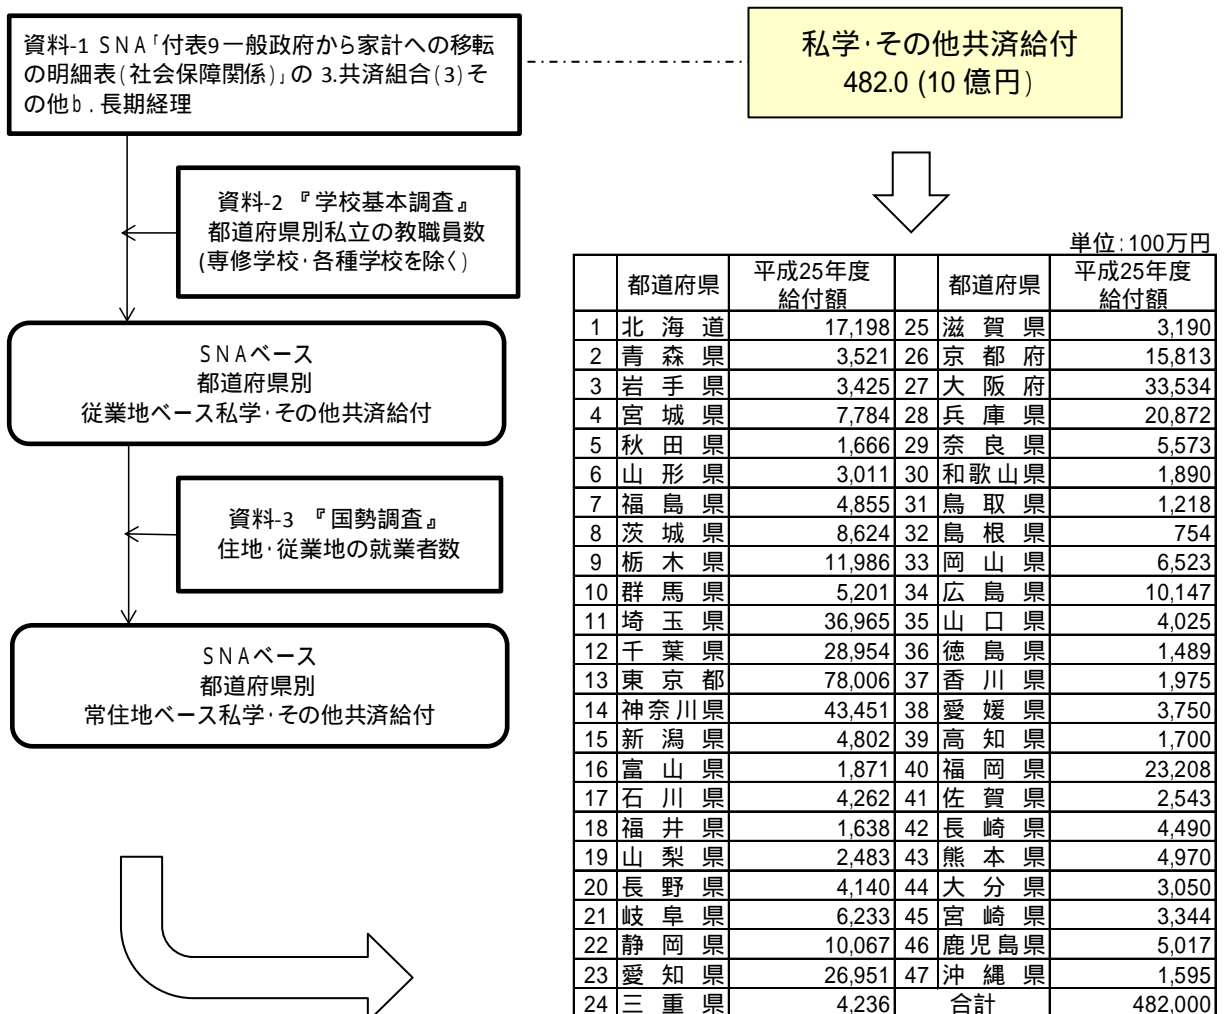 資料-1 SNA「付表9一般政府から家計への移転
の明細表(社会保障関係)」の 3.共済組合(3)そ
の他b.長期経理
私学･その他共済給付
482.0 (10 億円)
資料-2 『学校基本調査』
都道府県別私立の教職員数
(専修学校･各種学校を除く)
SNAベース
都道府県別
従業地ベース私学･その他共済給付
資料-3 『国勢調査』
住地･従業地の就業者数
SNAベース
都道府県別
常住地ベース私学･その他共済給付
単位:100万円
都道府県 平成25年度 給付額 都道府県 平成25年度 給付額
1 北海道 17,198 25 滋賀県 3,190
2 青森県 3,521 26 京都府 15,813
3 岩手県 3,425 27 大阪府 33,534
4 宮城県 7,784 28 兵庫県 20,872
5 秋田県 1,666 29 奈良県 5,573
6 山形県 3,011 30 和歌山県 1,890
7 福島県 4,855 31 鳥取県 1,218
8 茨城県 8,624 32 島根県 754
9 栃木県 11,986 33 岡山県 6,523
10 群馬県 5,201 34 広島県 10,147
11 埼玉県 36,965 35 山口県 4,025
12 千葉県 28,954 36 徳島県 1,489
13 東京都 78,006 37 香川県 1,975
14 神奈川県 43,451 38 愛媛県 3,750
15 新潟県 4,802 39 高知県 1,700
16 富山県 1,871 40 福岡県 23,208
17 石川県 4,262 41 佐賀県 2,543
18 福井県 1,638 42 長崎県 4,490
19 山梨県 2,483 43 熊本県 4,970
20 長野県 4,140 44 大分県 3,050
21 岐阜県 6,233 45 宮崎県 3,344
22 静岡県 10,067 46 鹿児島県 5,017
23 愛知県 26,951 47 沖縄県 1,595
24 三重県 4,236 合計 482,000